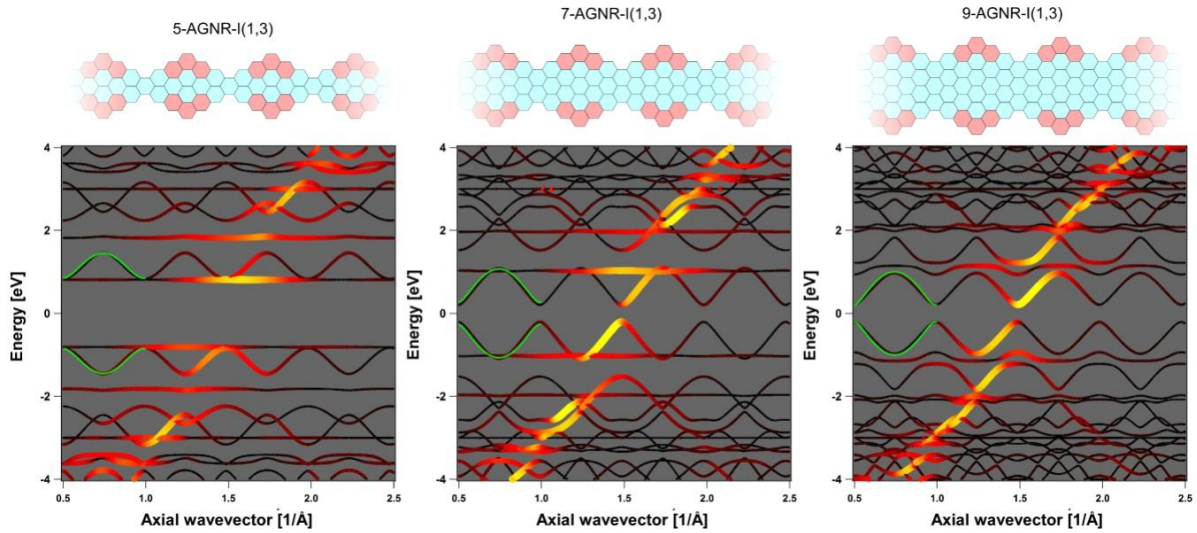 5-AGNR-I(1,3)
7-AGNR-I(1,3)
9-AGNR-I(1,3)
Energy [eV]
4
2
0
-2
-4
0.5 1.0 1.5 2.0 2.5
Axial wavevector [1/Å]
Energy [eV]
4
2
0
-2
-4
0.5 1.0 1.5 2.0 2.5
Axial wavevector [1/Å]
Energy [eV]
4
2
0
-2
-4
0.5 1.0 1.5 2.0 2.5
Axial wavevector [1/Å]